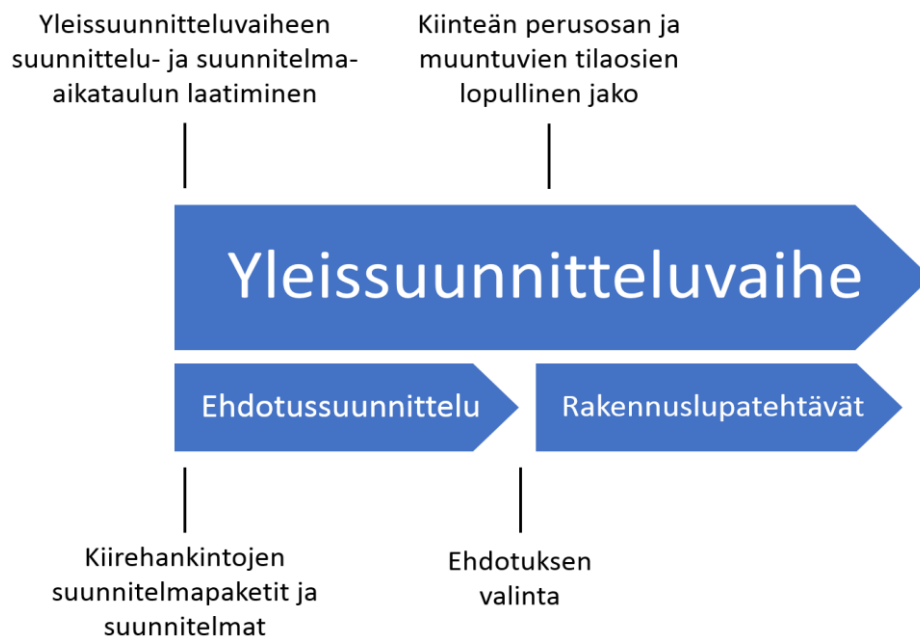 Yleissuunnitteluvaiheen
suunnittelu- ja suunnitelma-
aikataulun laatiminen
Kiinteän perusosan ja
muuntuvien tilaosien
lopullinen jako
Yleissuunnitteluvaihe
Ehdotussuunnittelu
Rakennuslupatehtävät
Kiirehankintojen
suunnitelmapaketit ja
suunnitelmat
Ehdotuksen
valinta